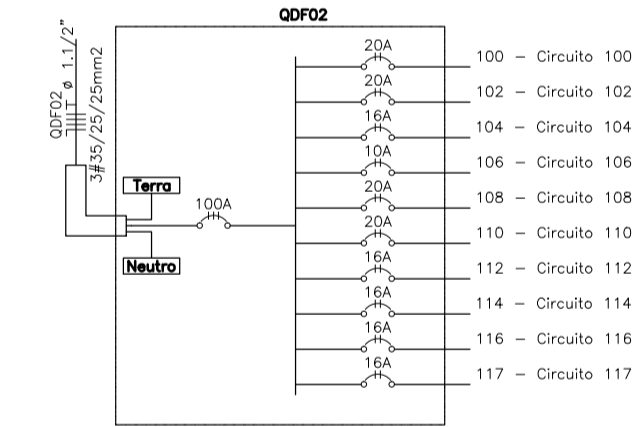 QDF02
QDF02
ø 1.1/2"
3#35/25/25mm2
Terra
Neutro
100A
20A
100 - Circuito 100
20A
102 - Circuito 102
16A
104 - Circuito 104
10A
106 - Circuito 106
20A
108 - Circuito 108
20A
110 - Circuito 110
16A
112 - Circuito 112
16A
114 - Circuito 114
16A
116 - Circuito 116
16A
117 - Circuito 117